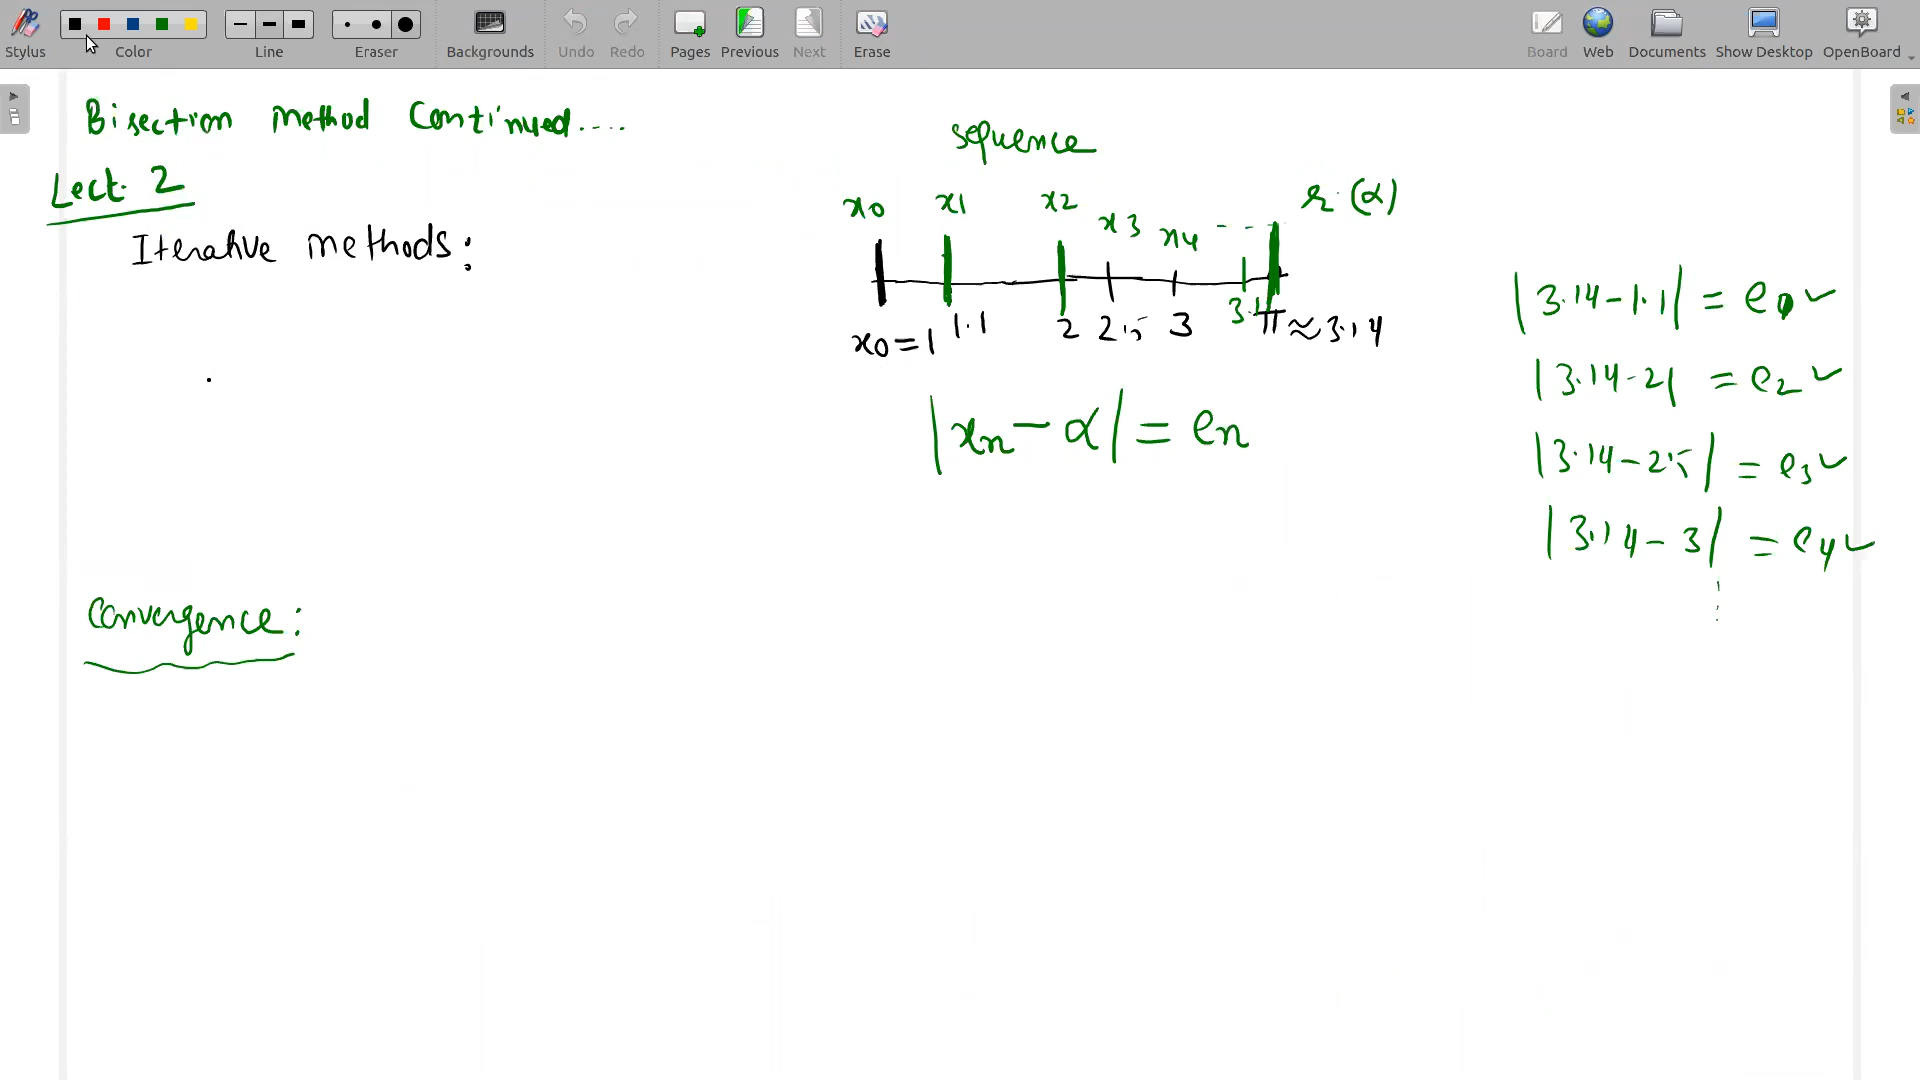 Stylus Color Line Eraser Backgrounds Undo Redo Pages Previous Next Erase Board Web Documents Show Desktop OpenBoard
Bisection method Continued....
Lect. 2
Iterative methods:
sequence
x0 x1 x2 x3 x4 - - - r. (α)
x0=1 1.1 2 2.5 3 3.1 π≈3.14
|xn-α| = en
|3.14-1.1| = e1 ✓
|3.14-2| = e2 ✓
|3.14-2.5| = e3 ✓
|3.14-3| = e4 ✓
Convergence: